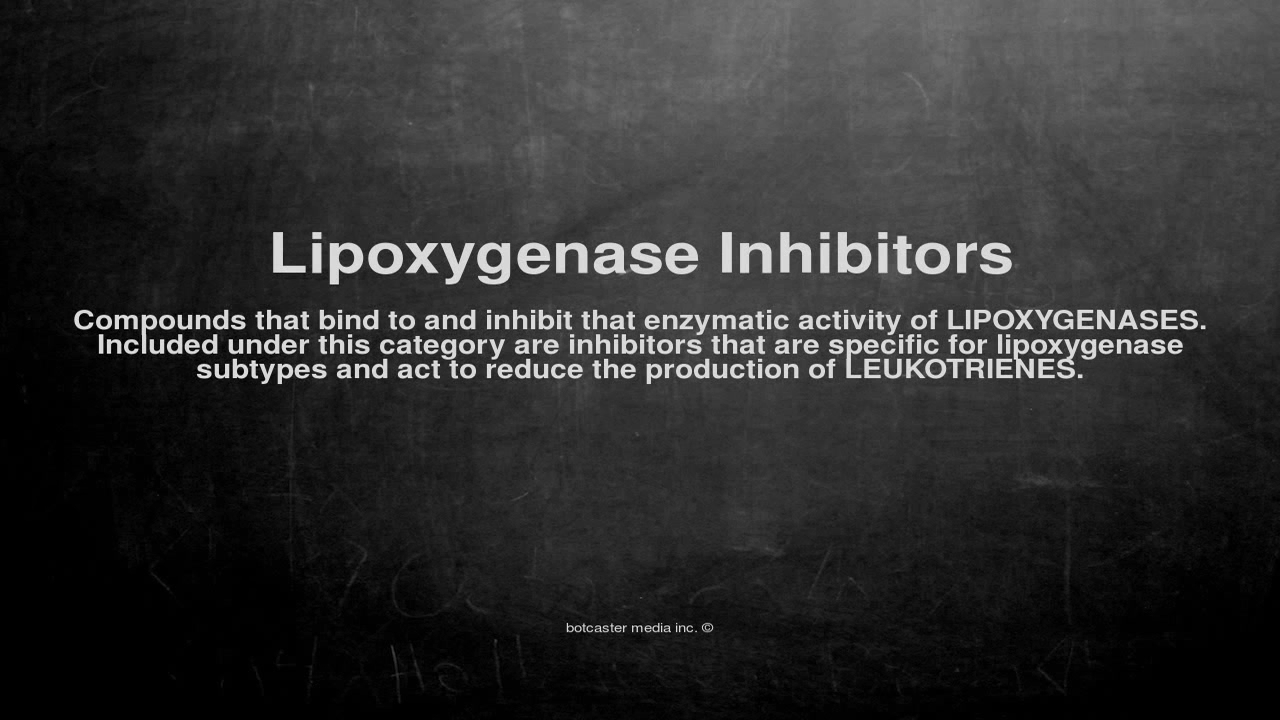 Lipoxygenase Inhibitors
Compounds that bind to and inhibit that enzymatic activity of LIPOXYGENASES.
Included under this category are inhibitors that are specific for lipoxygenase
subtypes and act to reduce the production of LEUKOTRIENES.
botcaster media inc. ©